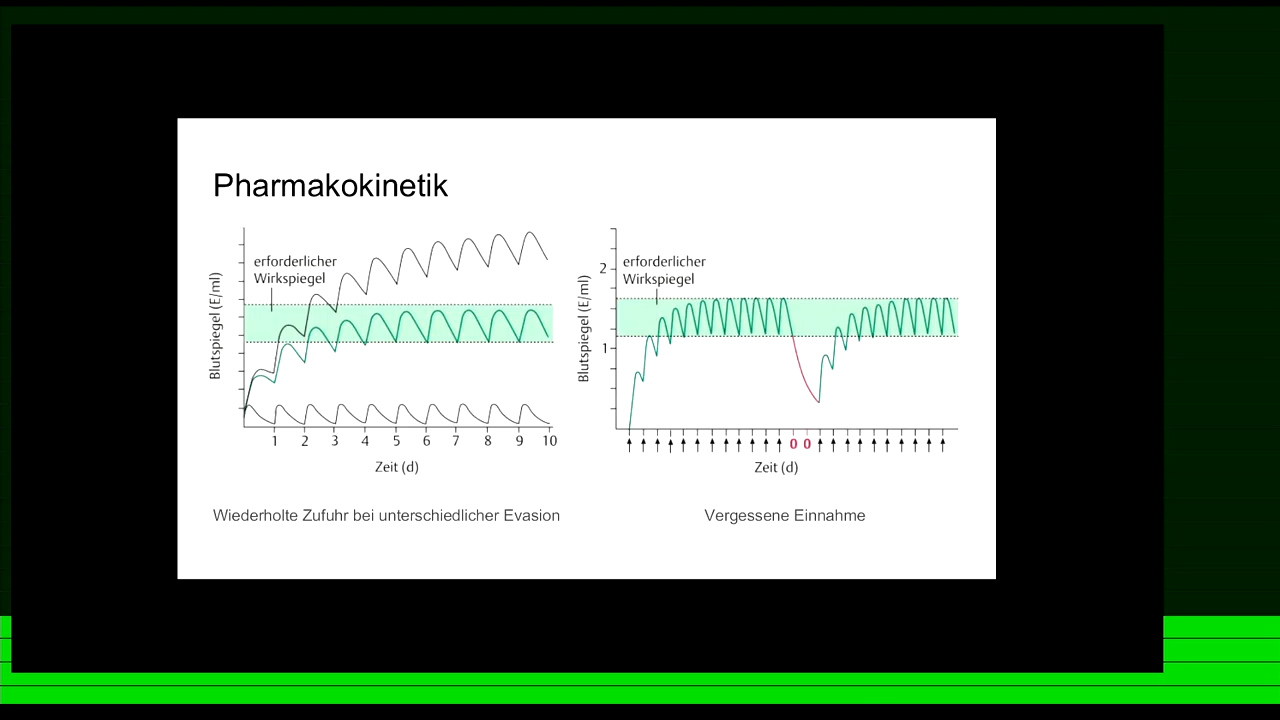 Pharmakokinetik
erforderlicher
Wirkspiegel
Blutspiegel (E/ml)
1 2 3 4 5 6 7 8 9 10
Zeit (d)
Wiederholte Zufuhr bei unterschiedlicher Evasion
erforderlicher
Wirkspiegel
2
1
Blutspiegel (E/ml)
0 0
Zeit (d)
Vergessene Einnahme